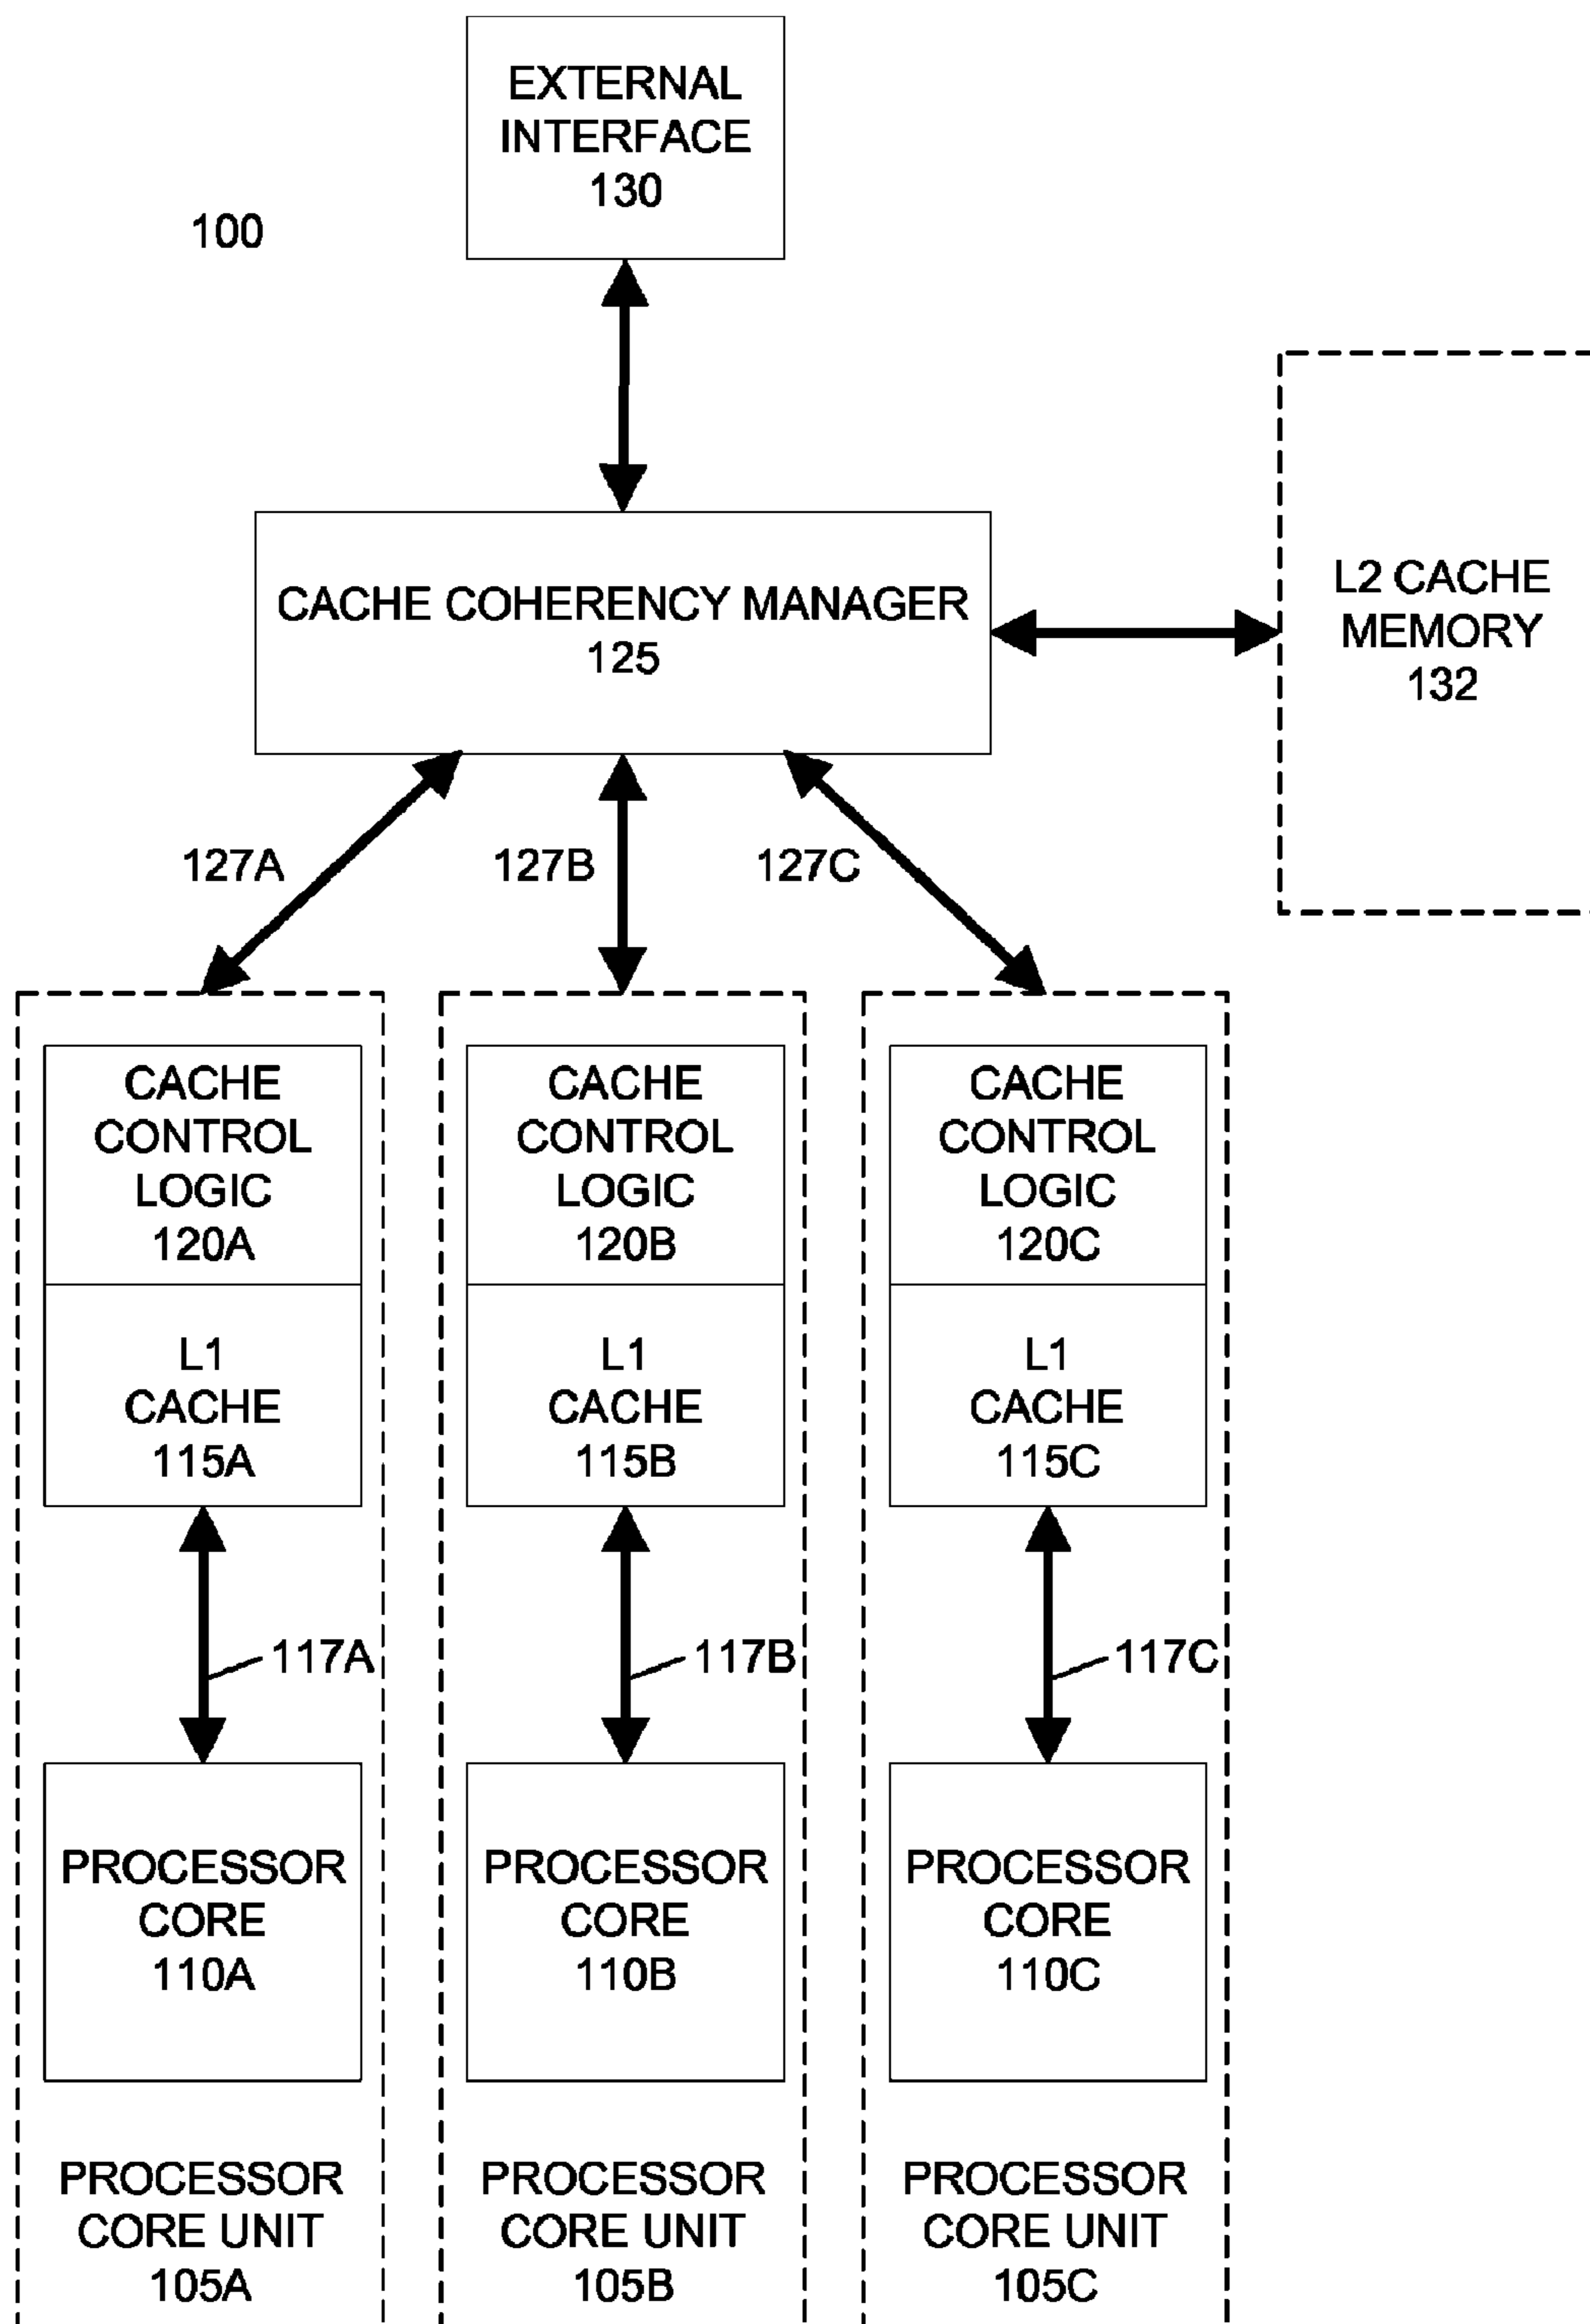 EXTERNAL
INTERFACE
130
100
CACHE COHERENCY MANAGER
125
L2 CACHE
MEMORY
132
127A
127B
127C
CACHE
CONTROL
LOGIC
120A
CACHE
CONTROL
LOGIC
120B
CACHE
CONTROL
LOGIC
120C
L1
CACHE
115A
L1
CACHE
115B
L1
CACHE
115C
117A
117B
117C
PROCESSOR
CORE
110A
PROCESSOR
CORE
110B
PROCESSOR
CORE
110C
PROCESSOR
CORE UNIT
105A
PROCESSOR
CORE UNIT
105B
PROCESSOR
CORE UNIT
105C